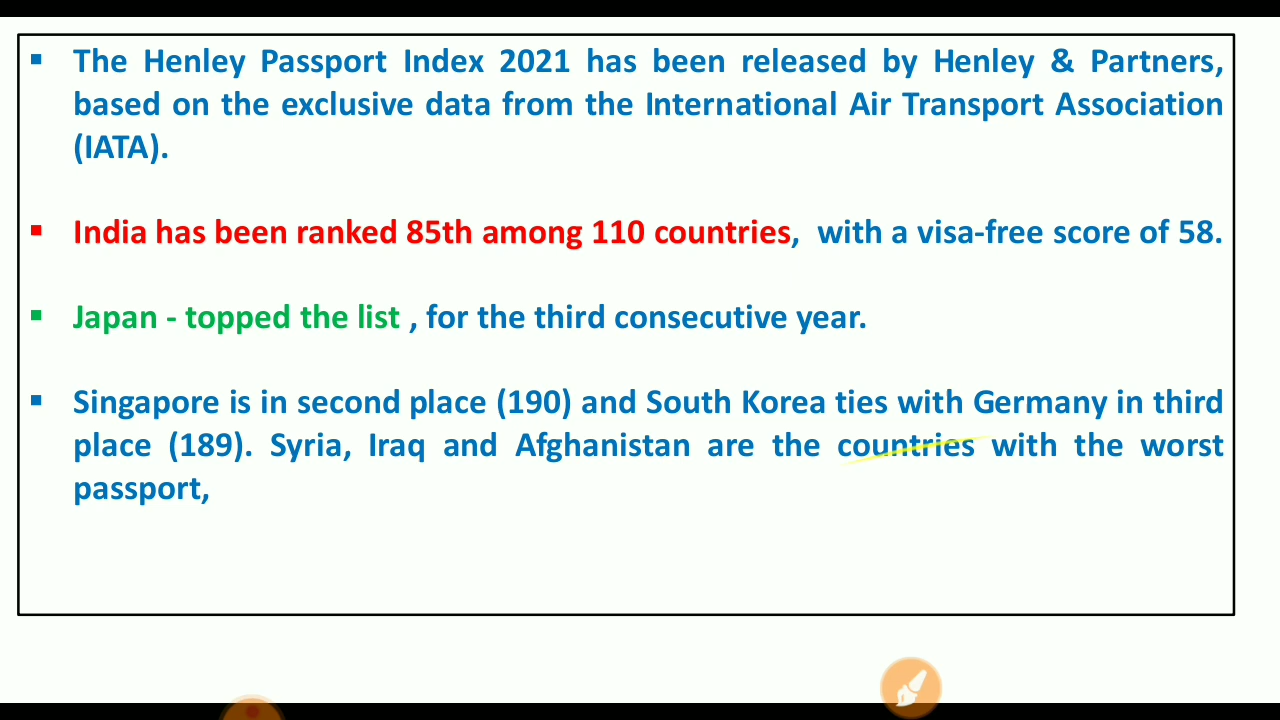 ▪ The Henley Passport Index 2021 has been released by Henley & Partners,
based on the exclusive data from the International Air Transport Association
(IATA).
▪ India has been ranked 85th among 110 countries, with a visa-free score of 58.
▪ Japan - topped the list , for the third consecutive year.
▪ Singapore is in second place (190) and South Korea ties with Germany in third
place (189). Syria, Iraq and Afghanistan are the countries with the worst
passport,